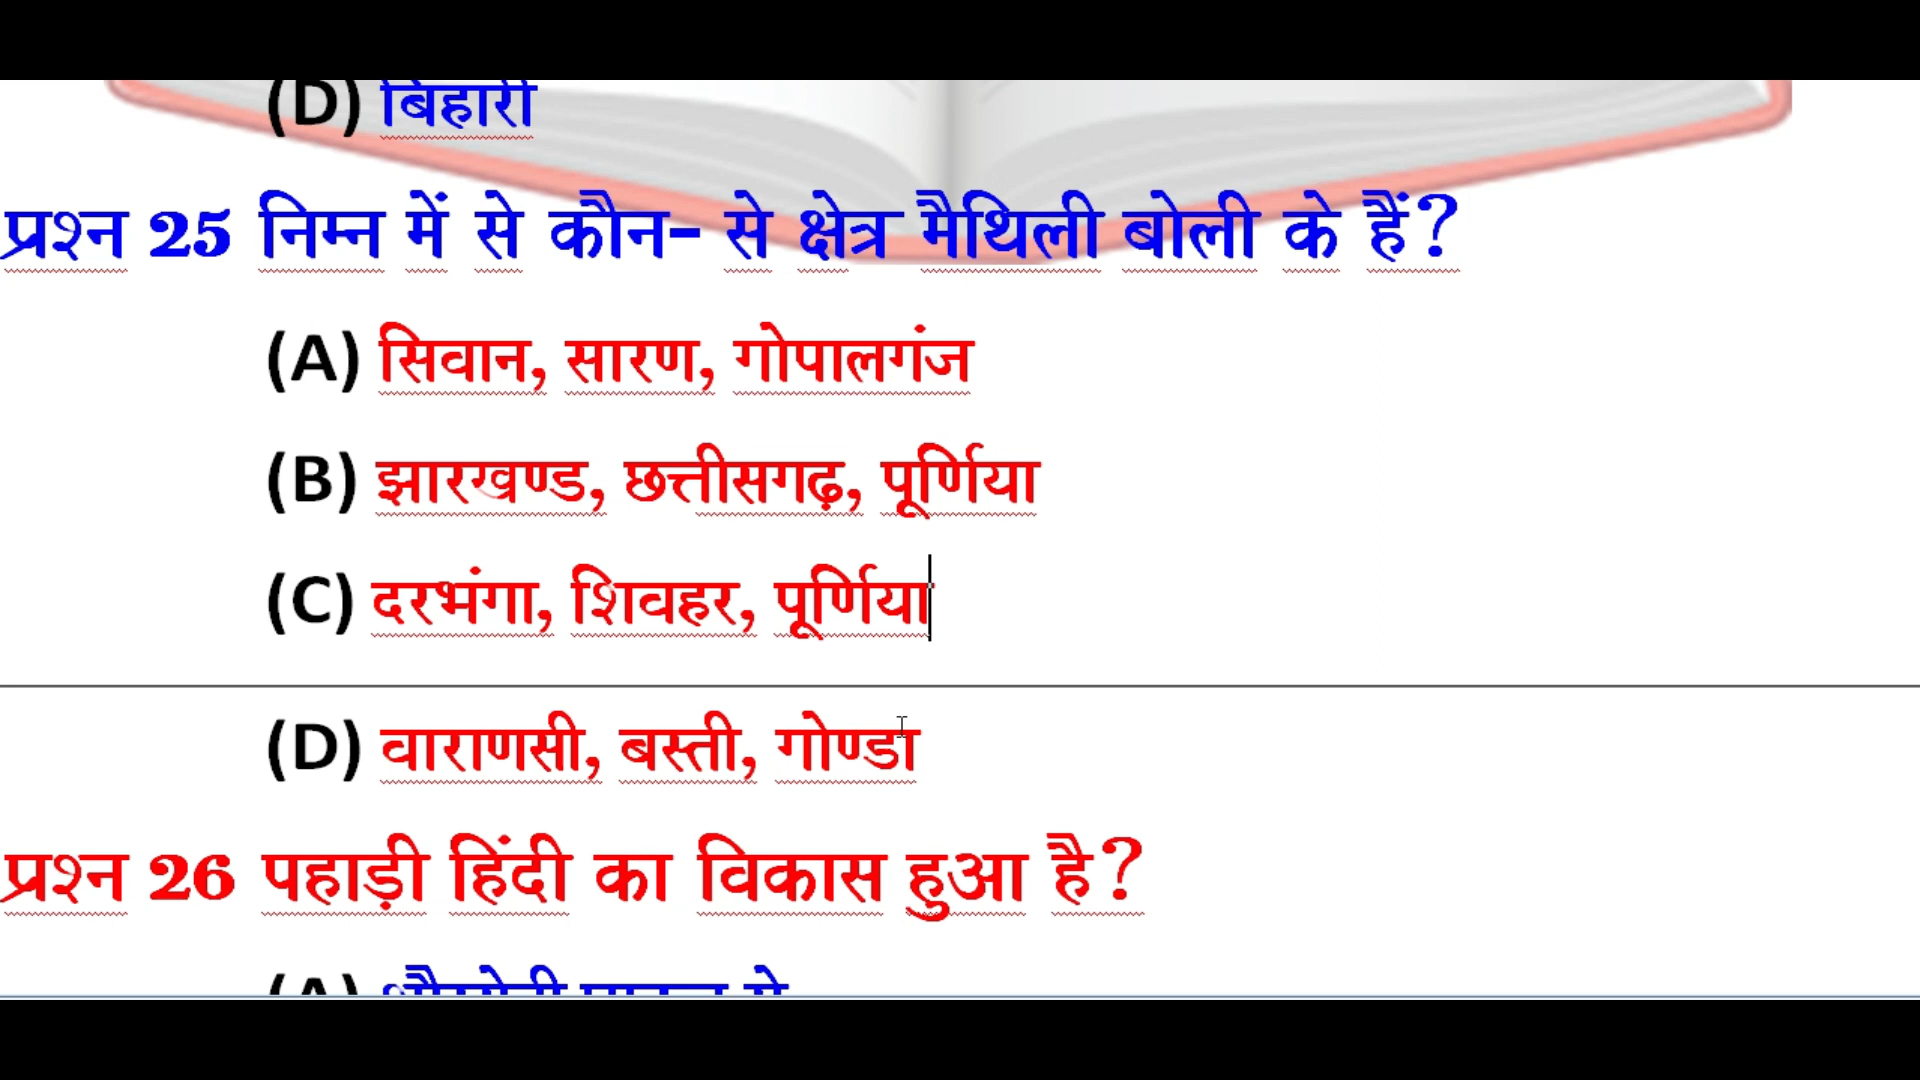 (D) बिहारी
प्रश्न 25 निम्न में से कौन- से क्षेत्र मैथिली बोली के हैं?
(A) सिवान, सारण, गोपालगंज
(B) झारखण्ड, छत्तीसगढ़, पूर्णिया
(C) दरभंगा, शिवहर, पूर्णिया
(D) वाराणसी, बस्ती, गोण्डा
प्रश्न 26 पहाड़ी हिंदी का विकास हुआ है?
(A)